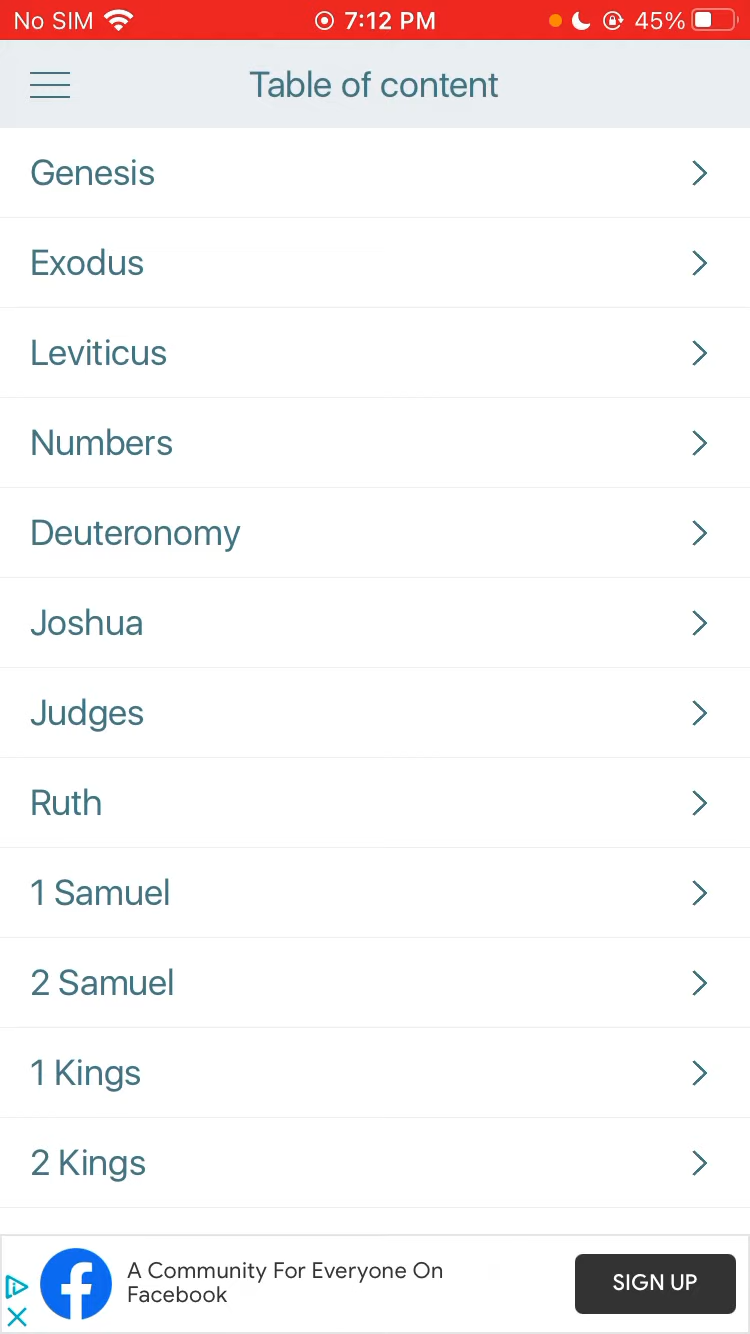 No SIM 7:12 PM 45%
Table of content
Genesis
Exodus
Leviticus
Numbers
Deuteronomy
Joshua
Judges
Ruth
1 Samuel
2 Samuel
1 Kings
2 Kings
A Community For Everyone On
Facebook
SIGN UP